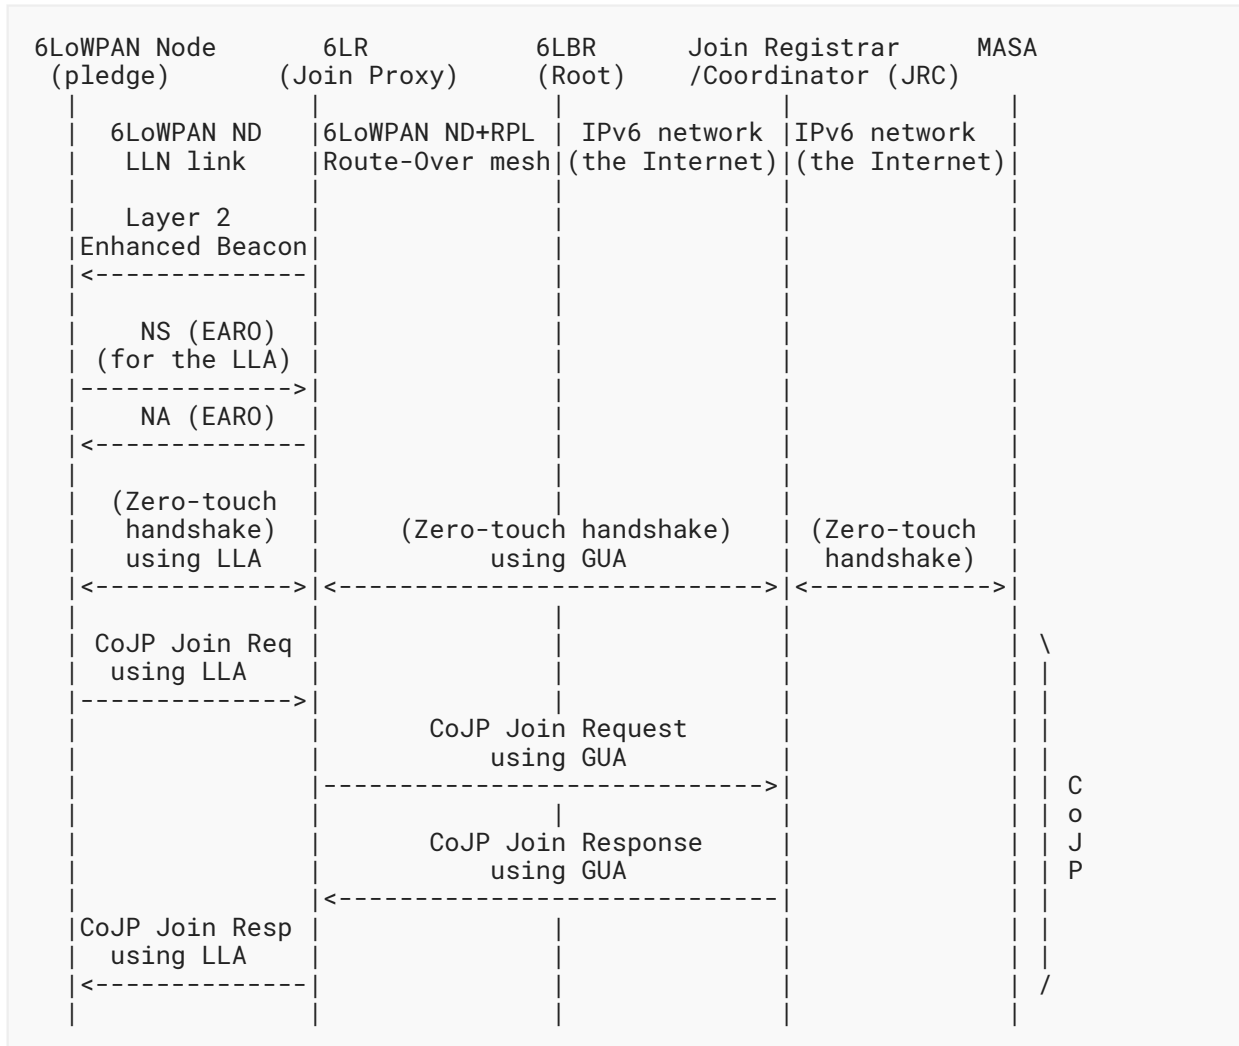 6LoWPAN Node       6LR           6LBR      Join Registrar     MASA
 (pledge)       (Join Proxy)     (Root)    /Coordinator (JRC)
  |               |               |              |              |
  |  6LoWPAN ND   |6LoWPAN ND+RPL | IPv6 network |IPv6 network  |
  |   LLN link    |Route-Over mesh|(the Internet)|(the Internet)|
  |               |               |              |              |
  |   Layer 2     |               |              |              |
  |Enhanced Beacon|               |              |              |
  |<--------------|               |              |              |
  |               |               |              |              |
  |    NS (EARO)  |               |              |              |
  | (for the LLA) |               |              |              |
  |-------------->|               |              |              |
  |    NA (EARO)  |               |              |              |
  |<--------------|               |              |              |
  |               |               |              |              |
  |  (Zero-touch  |               |              |              |
  |   handshake)  |     (Zero-touch handshake)   | (Zero-touch  |
  |   using LLA   |           using GUA          |  handshake)  |
  |<------------->|<---------------------------->|<------------>|
  |               |               |              |              |
  | CoJP Join Req |               |              |              | \
  |  using LLA    |               |              |              | |
  |-------------->|               |              |              | |
  |               |       CoJP Join Request      |              | |
  |               |           using GUA          |              | |
  |               |----------------------------->|              | | C
  |               |               |              |              | | o
  |               |       CoJP Join Response     |              | | J
  |               |           using GUA          |              | | P
  |               |<-----------------------------|              | |
  |CoJP Join Resp |               |              |              | |
  |  using LLA    |               |              |              | |
  |<--------------|               |              |              | /
  |               |               |              |              |